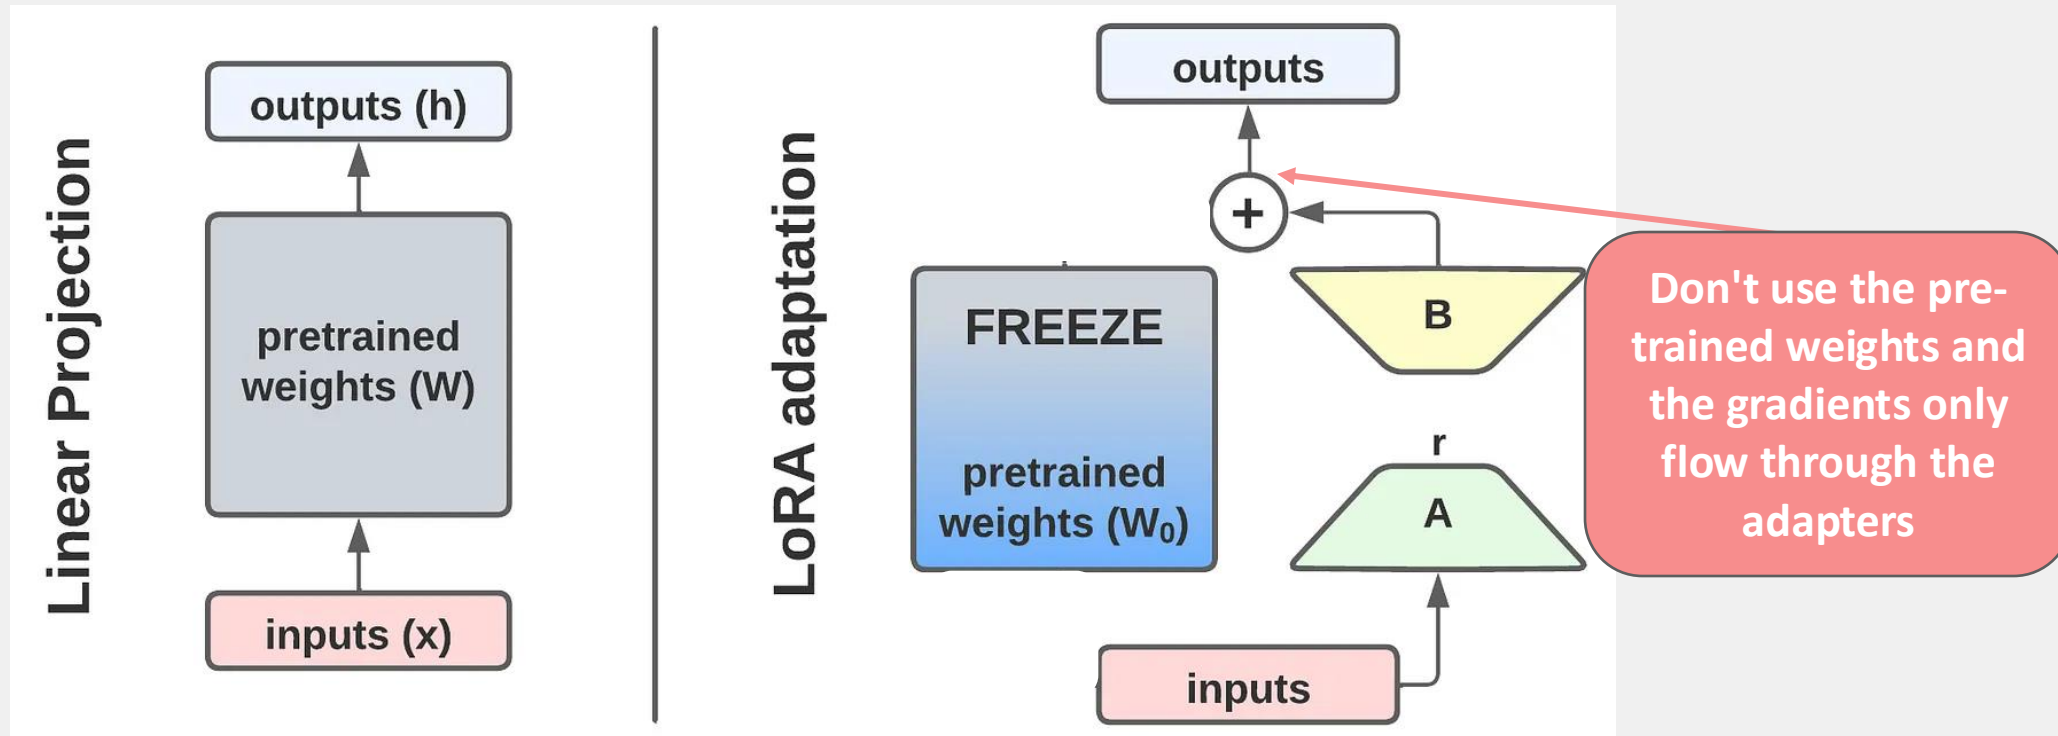 Linear Projection
outputs (h)
pretrained
weights (W)
inputs (x)
LoRA adaptation
outputs
+
FREEZE
pretrained
weights (W₀)
B
r
A
inputs
Don't use the pre-
trained weights and
the gradients only
flow through the
adapters